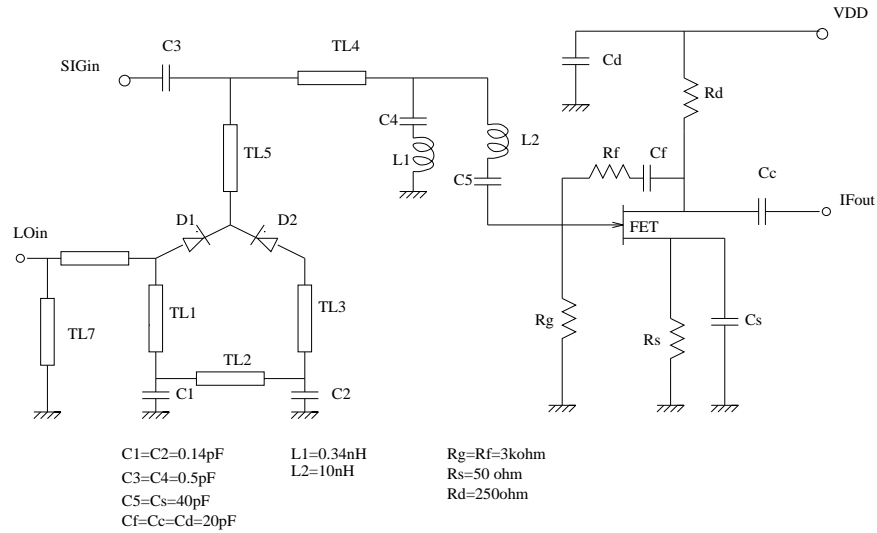 VDD
C3
TL4
SIGin
Cd
Rd
C4
L2
L1
Rf
Cf
TL5
C5
Cc
D1
D2
IFout
LOin
FET
TL1
TL3
TL7
Rg
Rs
Cs
TL2
C1
C2
C1=C2=0.14pF
L1=0.34nH
Rg=Rf=3kohm
L2=10nH
C3=C4=0.5pF
Rs=50 ohm
C5=Cs=40pF
Rd=250ohm
Cf=Cc=Cd=20pF